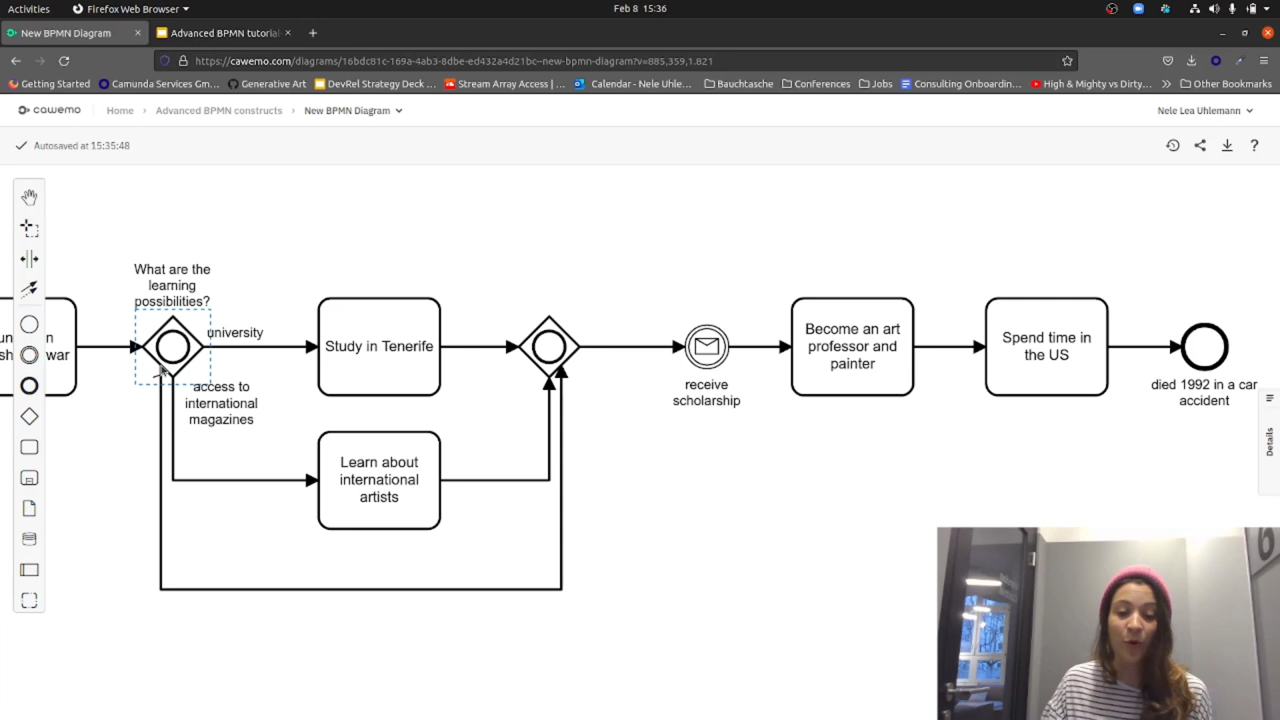 Activities
Firefox Web Browser
Feb 8 15:36
New BPMN Diagram
Advanced BPMN tutorial
https://cawemo.com/diagrams/16bdc81c-169a-4ab3-8dbe-ed432a4d21bc--new-bpmn-diagram?v=885,359,1.821
Getting Started
Camunda Services Gm...
Generative Art
DevRel Strategy Deck ...
Stream Array Access | ...
Calendar - Nele Uhle...
Bauchtasche
Conferences
Jobs
Consulting Onboardin...
High & Mighty vs Dirty...
Other Bookmarks
cawemo
Home
Advanced BPMN constructs
New BPMN Diagram
Nele Lea Uhlemann
Autosaved at 15:35:48
What are the
learning
possibilities?
war
university
access to
international
magazines
Study in Tenerife
Learn about
international
artists
receive
scholarship
Become an art
professor and
painter
Spend time in
the US
died 1992 in a car
accident
Details
6